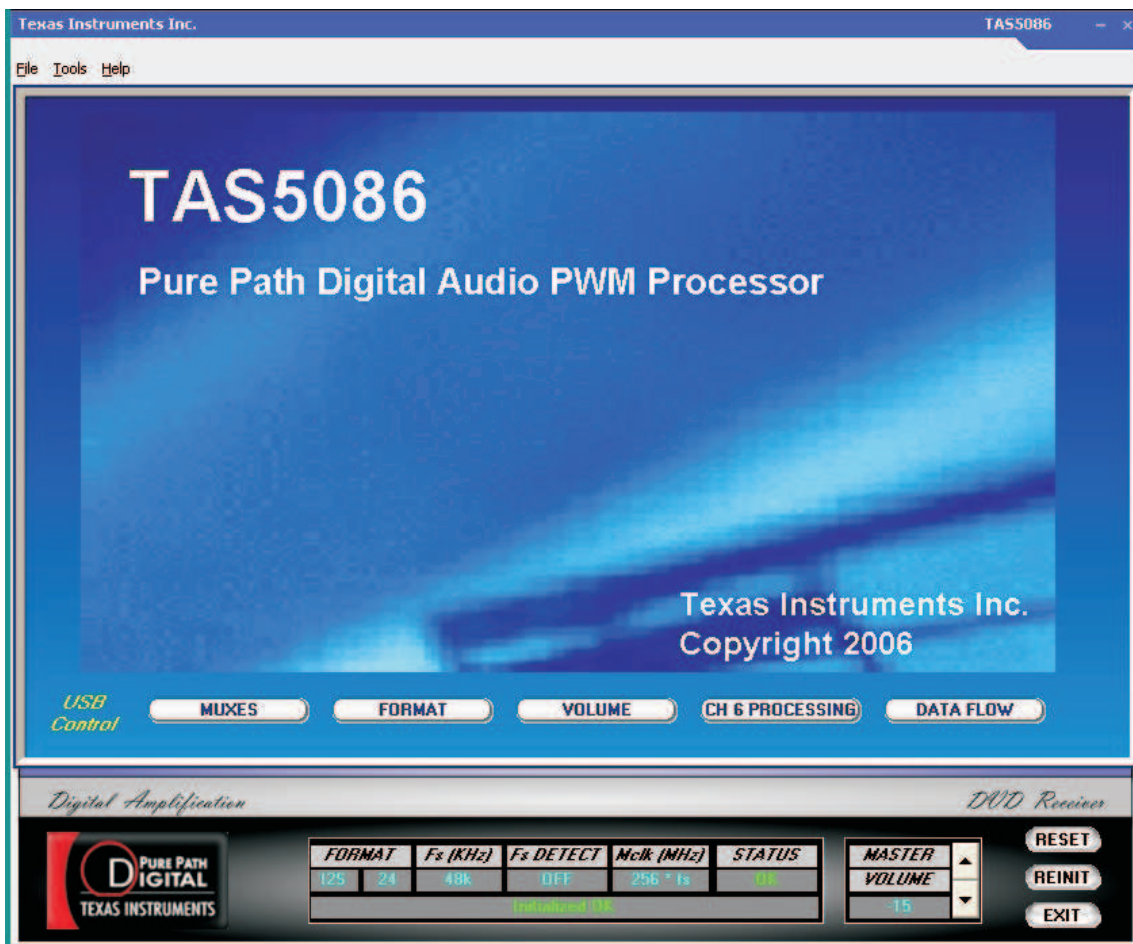 Texas Instruments Inc. TAS5086
File Tools Help
TAS5086
Pure Path Digital Audio PWM Processor
Texas Instruments Inc.
Copyright 2006
USB
Control
MUXES FORMAT VOLUME CH 6 PROCESSING DATA FLOW
Digital Amplification DVD Receiver
PURE PATH
DIGITAL
TEXAS INSTRUMENTS
FORMAT Fs (KHz) Fs DETECT Mclk (MHz) STATUS
I2S 24 48k OFF 256 * fs OK
Initialized OK
MASTER
VOLUME
-15
RESET
REINIT
EXIT